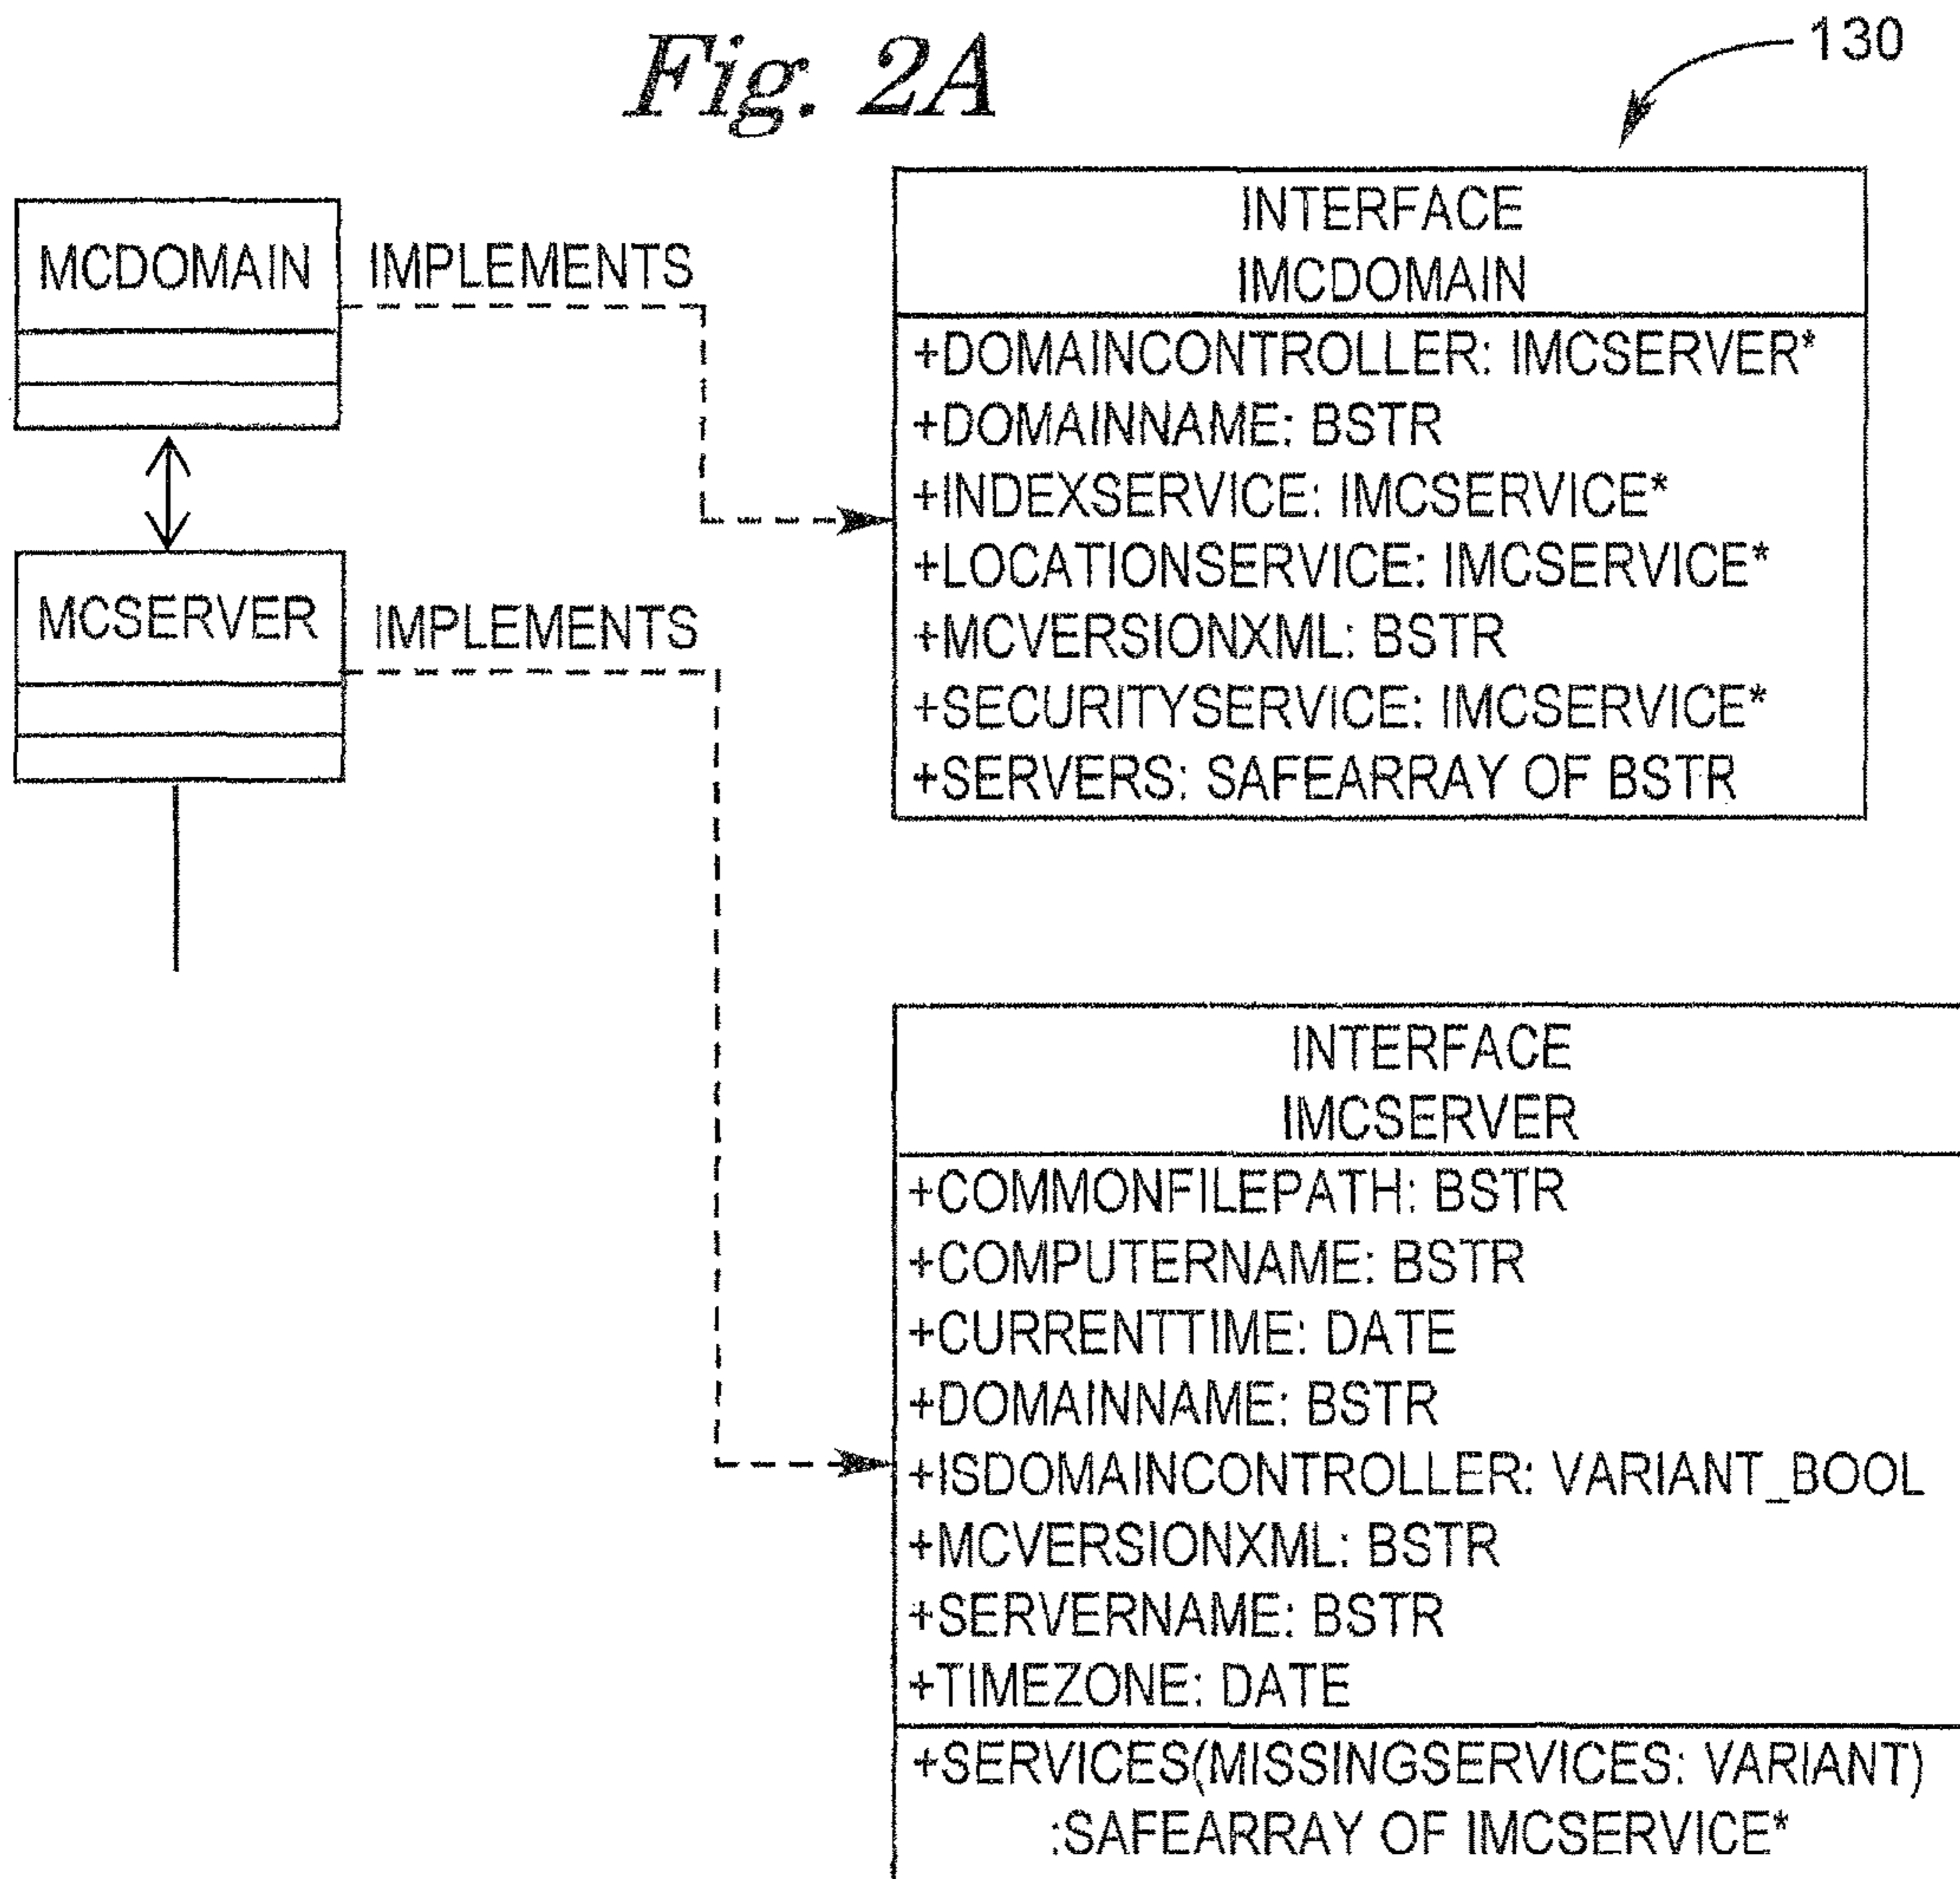 Fig. 2A
130
MCDOMAIN
IMPLEMENTS
INTERFACE
IMCDOMAIN
+DOMAINCONTROLLER: IMCSERVER*
+DOMAINNAME: BSTR
+INDEXSERVICE: IMCSERVICE*
+LOCATIONSERVICE: IMCSERVICE*
+MCVERSIONXML: BSTR
+SECURITYSERVICE: IMCSERVICE*
+SERVERS: SAFEARRAY OF BSTR
MCSERVER
IMPLEMENTS
INTERFACE
IMCSERVER
+COMMONFILEPATH: BSTR
+COMPUTERNAME: BSTR
+CURRENTTIME: DATE
+DOMAINNAME: BSTR
+ISDOMAINCONTROLLER: VARIANT_BOOL
+MCVERSIONXML: BSTR
+SERVERNAME: BSTR
+TIMEZONE: DATE
+SERVICES(MISSINGSERVICES: VARIANT)
:SAFEARRAY OF IMCSERVICE*